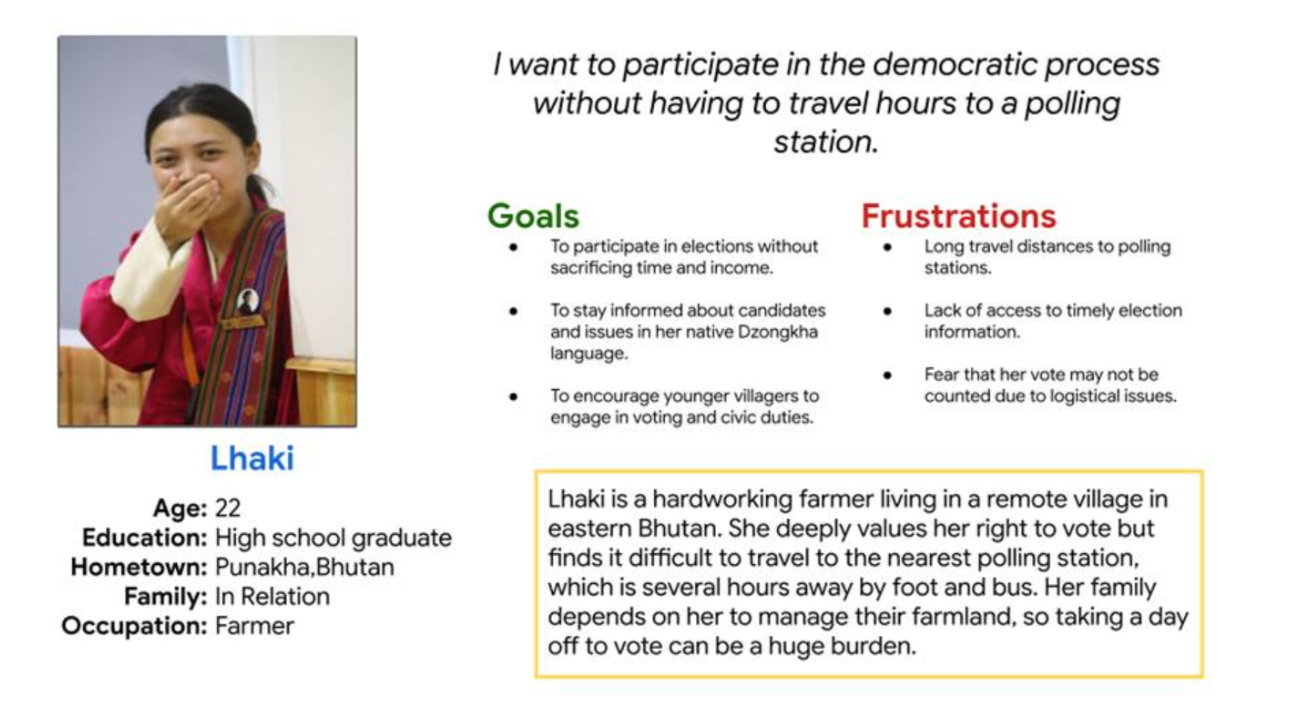 I want to participate in the democratic process
without having to travel hours to a polling
station.
Goals
● To participate in elections without
sacrificing time and income.
● To stay informed about candidates
and issues in her native Dzongkha
language.
● To encourage younger villagers to
engage in voting and civic duties.
Frustrations
● Long travel distances to polling
stations.
● Lack of access to timely election
information.
● Fear that her vote may not be
counted due to logistical issues.
Lhaki
Age: 22
Education: High school graduate
Hometown: Punakha,Bhutan
Family: In Relation
Occupation: Farmer
Lhaki is a hardworking farmer living in a remote village in
eastern Bhutan. She deeply values her right to vote but
finds it difficult to travel to the nearest polling station,
which is several hours away by foot and bus. Her family
depends on her to manage their farmland, so taking a day
off to vote can be a huge burden.